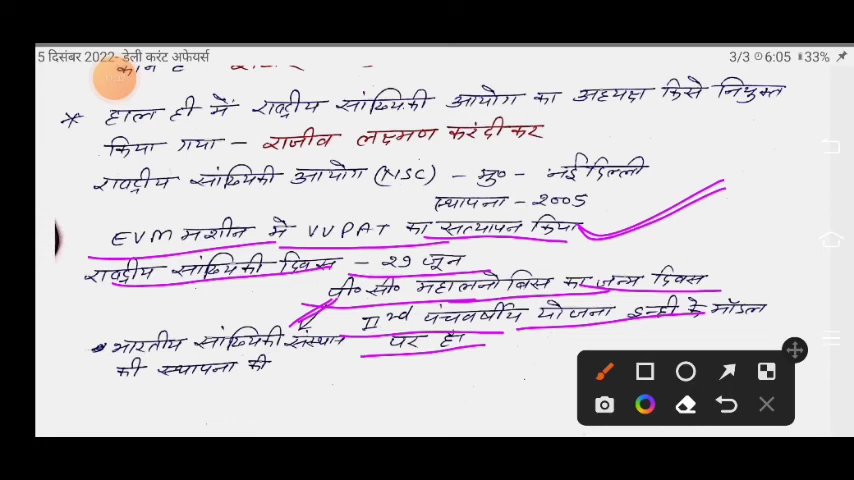 5 दिसंबर 2022- डेली करंट अफेयर्स
3/3 6:05 33%
* हाल ही में राष्ट्रीय सांख्यिकी आयोग का अध्यक्ष किसे नियुक्त
किया गया - राजीव लक्ष्मण करंदीकर
राष्ट्रीय सांख्यिकी आयोग (NSC) - मु० - नई दिल्ली
स्थापना - 2005
EVM मशीन में VVPAT का सत्यापन किया
राष्ट्रीय सांख्यिकी दिवस - 29 जून
पी० सी० महालनोबिस का जन्म दिवस
II nd पंचवर्षीय योजना इन्ही के मॉडल
पर है।
भारतीय सांख्यिकी संस्थान
की स्थापना की